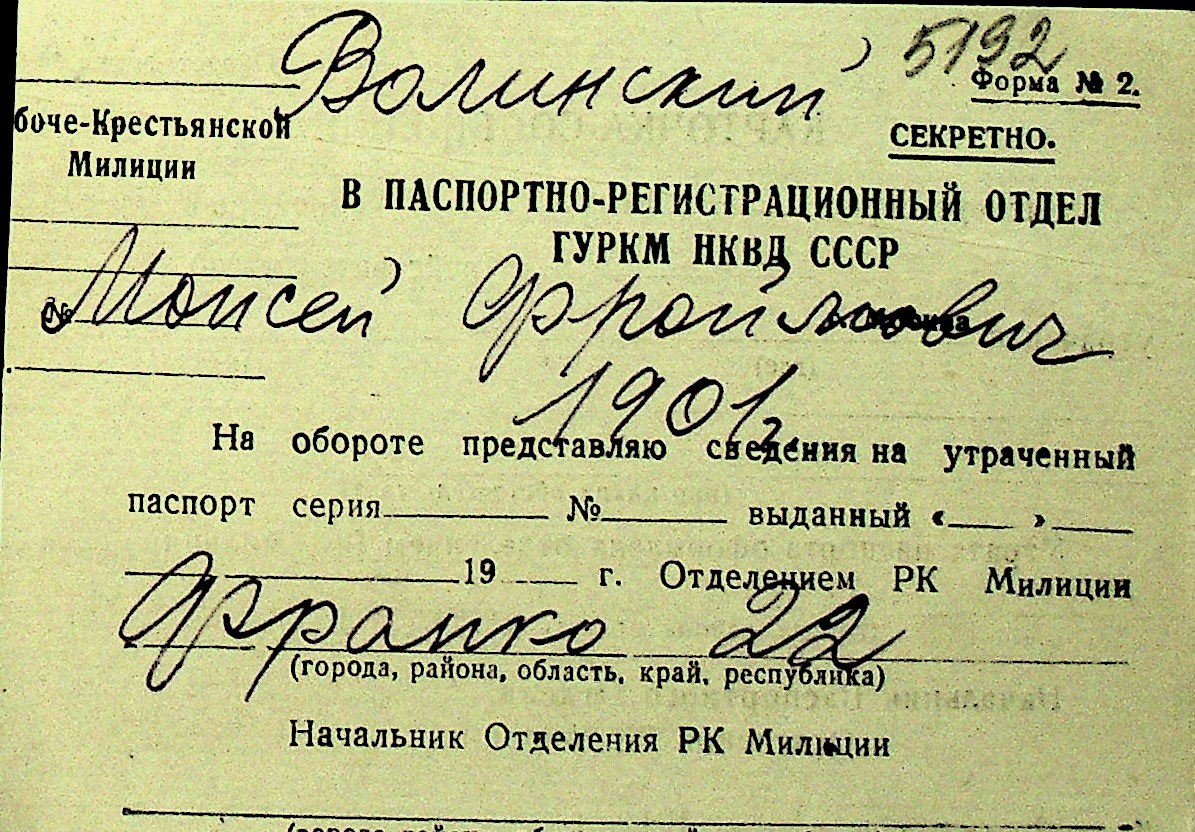 Волинский
5192
Форма № 2.
СЕКРЕТНО.
боче-Крестьянской
Милиции
В ПАСПОРТНО-РЕГИСТРАЦИОННЫЙ ОТДЕЛ
ГУРКМ НКВД СССР
№
Моисей Фройлмович
1901
На обороте представляю сведения на утраченный
паспорт серия № выданный « »
19 г. Отделением РК Милиции
Франко 22
(города, района, область, край, республика)
Начальник Отделения РК Милиции